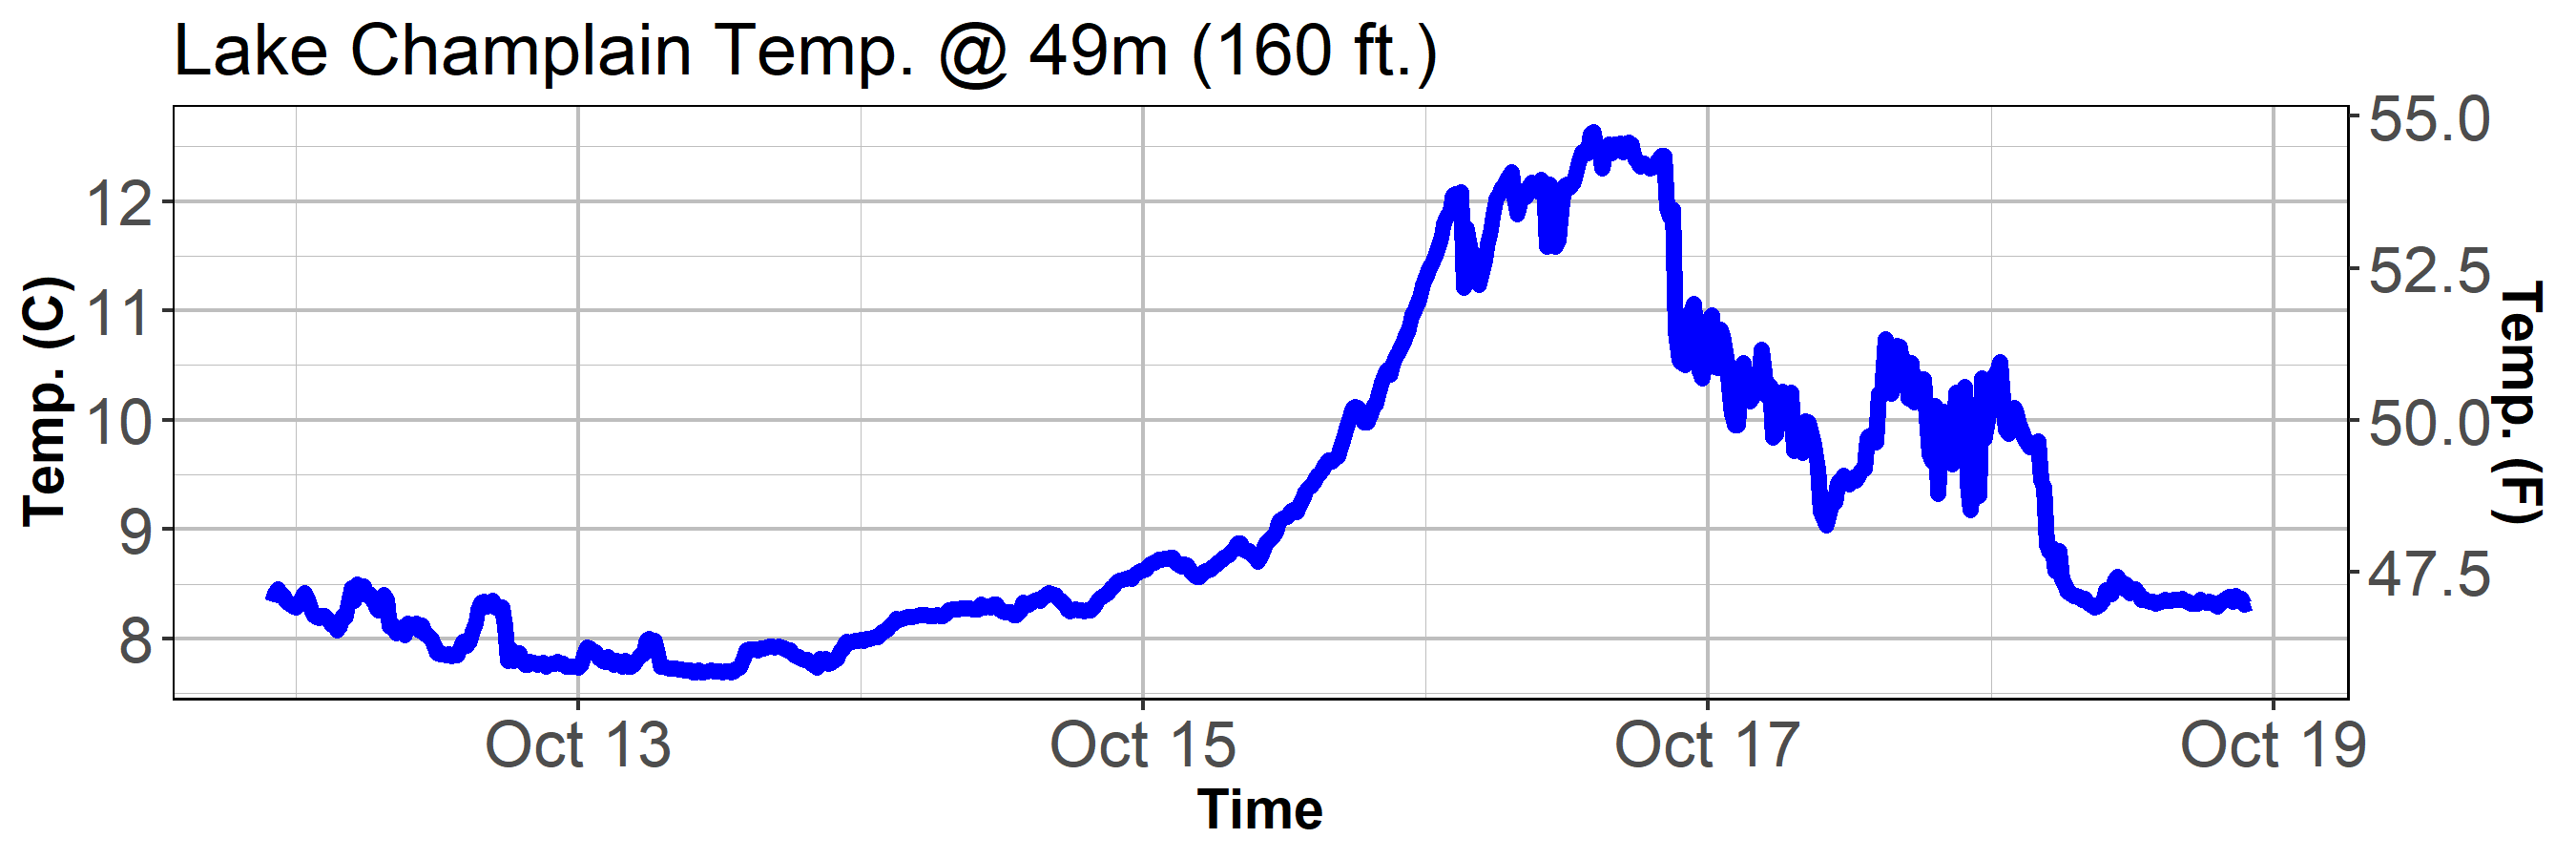 Lake Champlain Temp. @ 49m (160 ft.)
Temp. (C)
12
11
10
9
8
55.0
52.5
50.0
47.5
Temp. (F)
Oct 13
Oct 15
Oct 17
Oct 19
Time